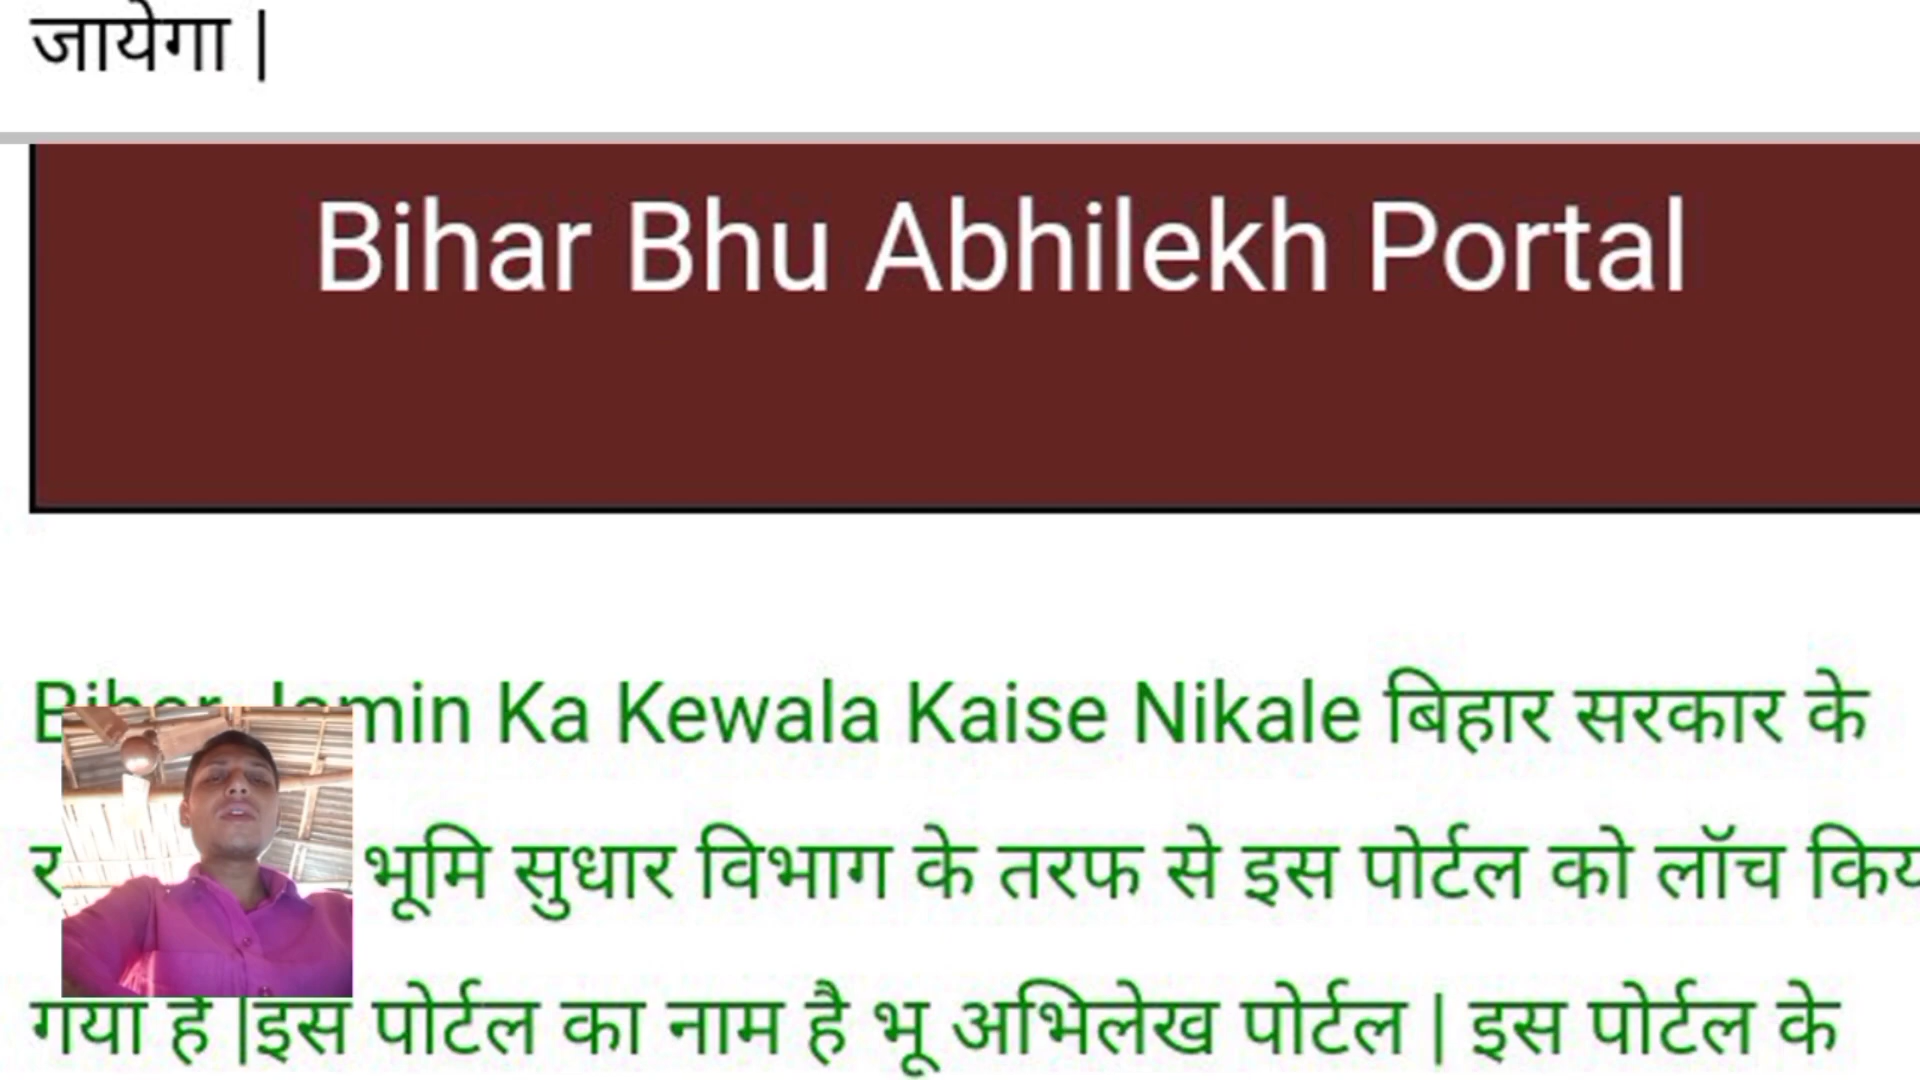 जायेगा |
Bihar Bhu Abhilekh Portal
Ka Kewala Kaise Nikale बिहार सरकार के
भूमि सुधार विभाग के तरफ से इस पोर्टल को लॉच
गया है |इस पोर्टल का नाम है भू अभिलेख पोर्टल | इस पोर्टल के